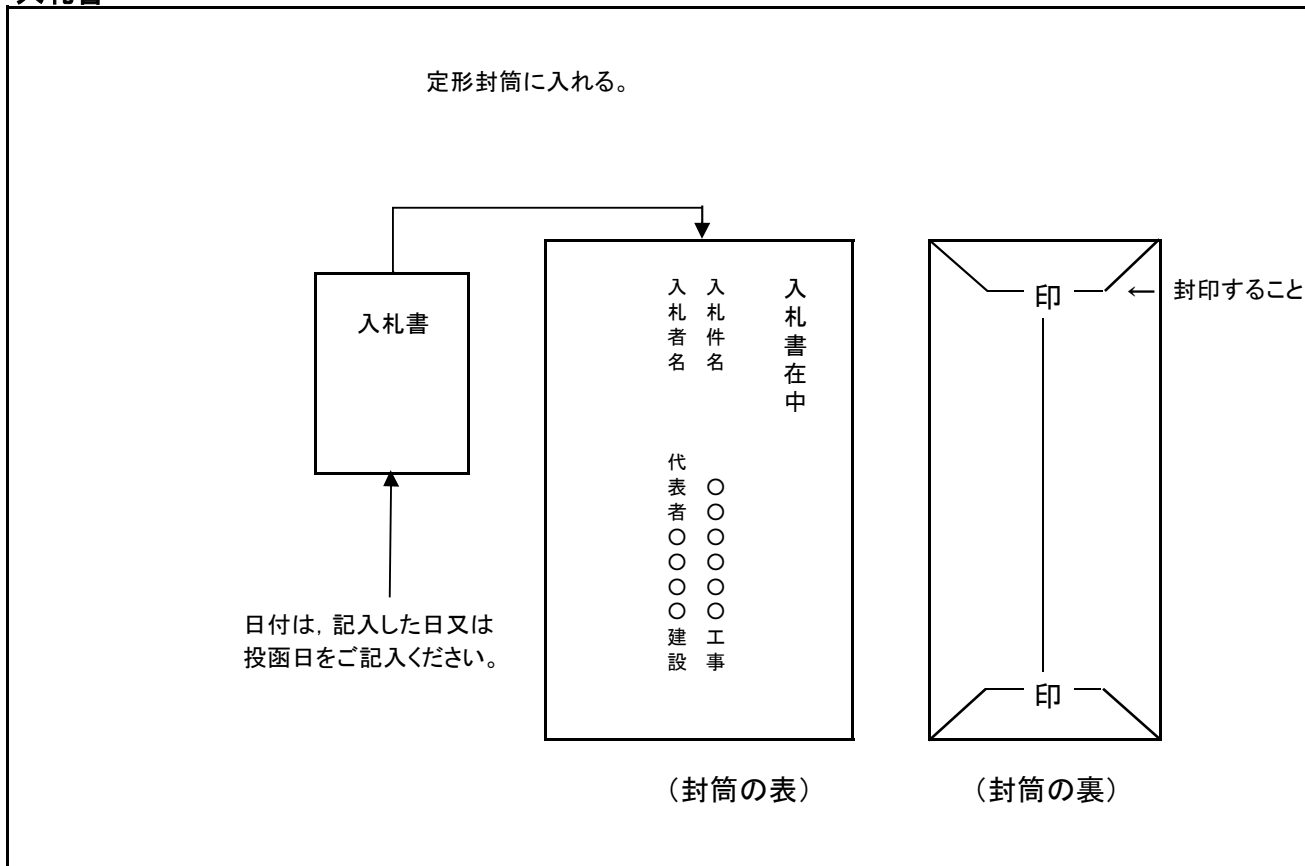 入札書
定形封筒に入れる。
入札書
入札書在中
入札件名　〇〇〇〇〇〇工事
入札者名　代表者〇〇〇〇建設
印
← 封印すること
印
日付は，記入した日又は
投函日をご記入ください。
（封筒の表）
（封筒の裏）